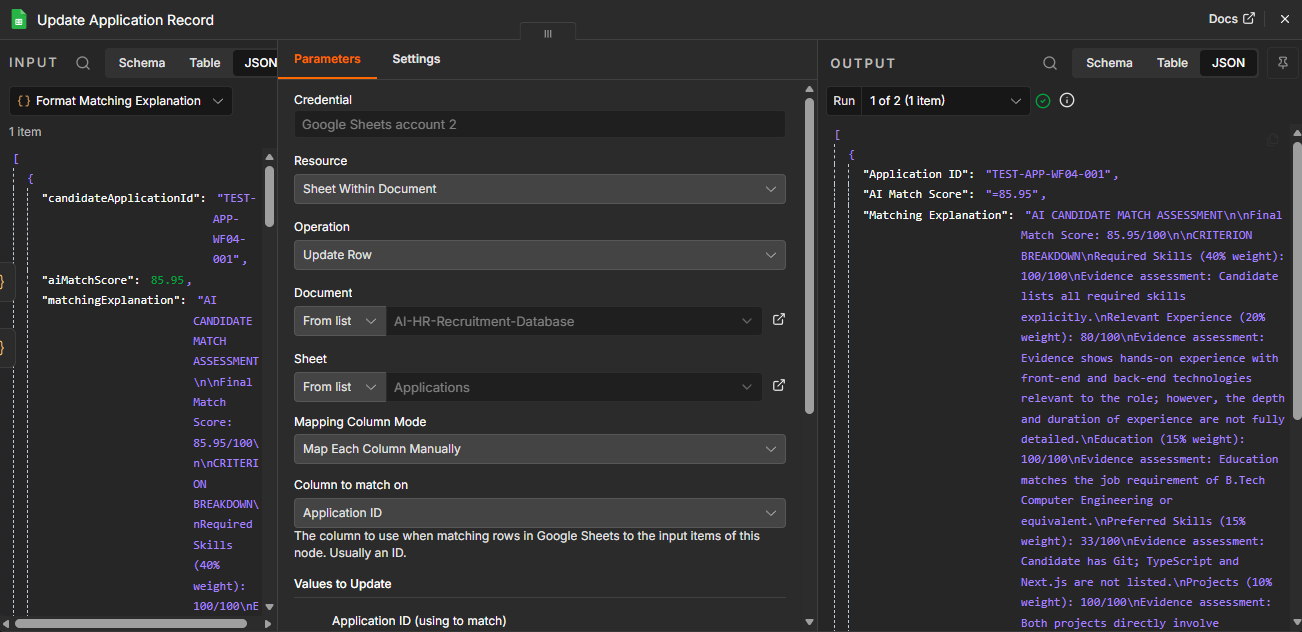 Update Application Record
Docs
INPUT
Schema
Table
JSON
Format Matching Explanation
1 item
[
{
"candidateApplicationId": "TEST-
APP-
WF04-
001",
"aiMatchScore": 85.95,
"matchingExplanation": "AI
CANDIDATE
MATCH
ASSESSMENT
\n\nFinal
Match
Score:
85.95/100\
n\nCRITERI
ON
BREAKDOWN\
nRequired
Skills
(40%
weight):
100/100\nE
Parameters
Settings
Credential
Google Sheets account 2
Resource
Sheet Within Document
Operation
Update Row
Document
From list
AI-HR-Recruitment-Database
Sheet
From list
Applications
Mapping Column Mode
Map Each Column Manually
Column to match on
Application ID
The column to use when matching rows in Google Sheets to the input items of this
node. Usually an ID.
Values to Update
Application ID (using to match)
OUTPUT
Schema
Table
JSON
Run
1 of 2 (1 item)
[
{
"Application ID": "TEST-APP-WF04-001",
"AI Match Score": "=85.95",
"Matching Explanation": "AI CANDIDATE MATCH ASSESSMENT\n\nFinal
Match Score: 85.95/100\n\nCRITERION
BREAKDOWN\nRequired Skills (40% weight):
100/100\nEvidence assessment: Candidate
lists all required skills
explicitly.\nRelevant Experience (20%
weight): 80/100\nEvidence assessment:
Evidence shows hands-on experience with
front-end and back-end technologies
relevant to the role; however, the depth
and duration of experience are not fully
detailed.\nEducation (15% weight):
100/100\nEvidence assessment: Education
matches the job requirement of B.Tech
Computer Engineering or
equivalent.\nPreferred Skills (15%
weight): 33/100\nEvidence assessment:
Candidate has Git; TypeScript and
Next.js are not listed.\nProjects (10%
weight): 100/100\nEvidence assessment:
Both projects directly involve